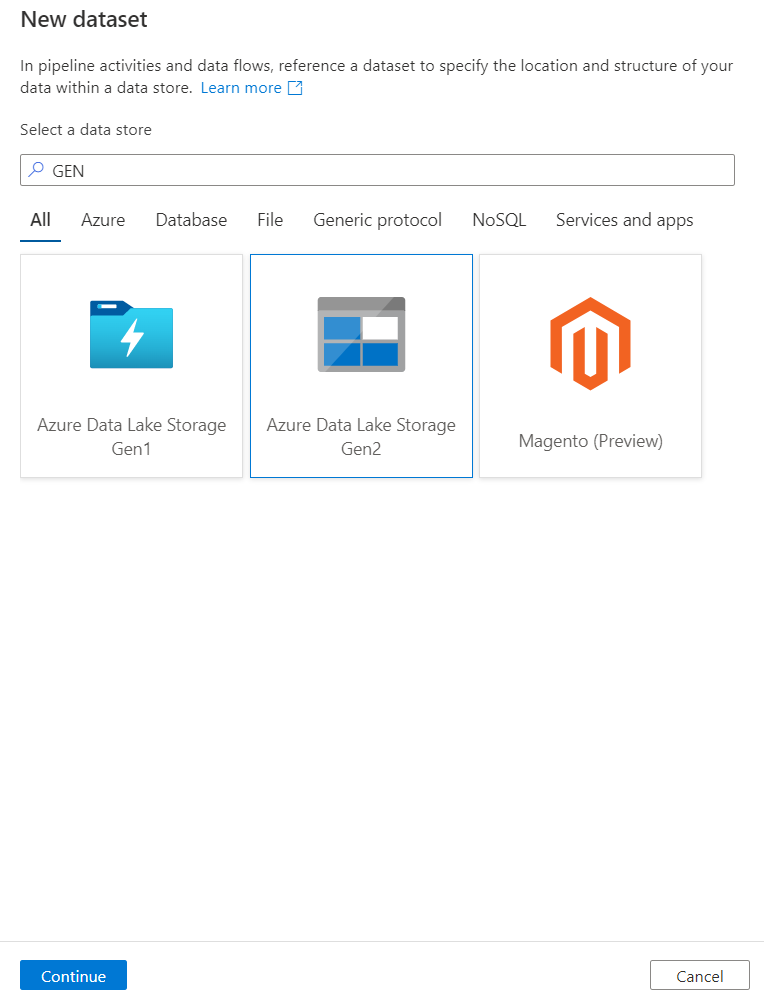 New dataset
In pipeline activities and data flows, reference a dataset to specify the location and structure of your
data within a data store. Learn more
Select a data store
GEN
All Azure Database File Generic protocol NoSQL Services and apps
Azure Data Lake Storage
Gen1
Azure Data Lake Storage
Gen2
Magento (Preview)
Continue Cancel